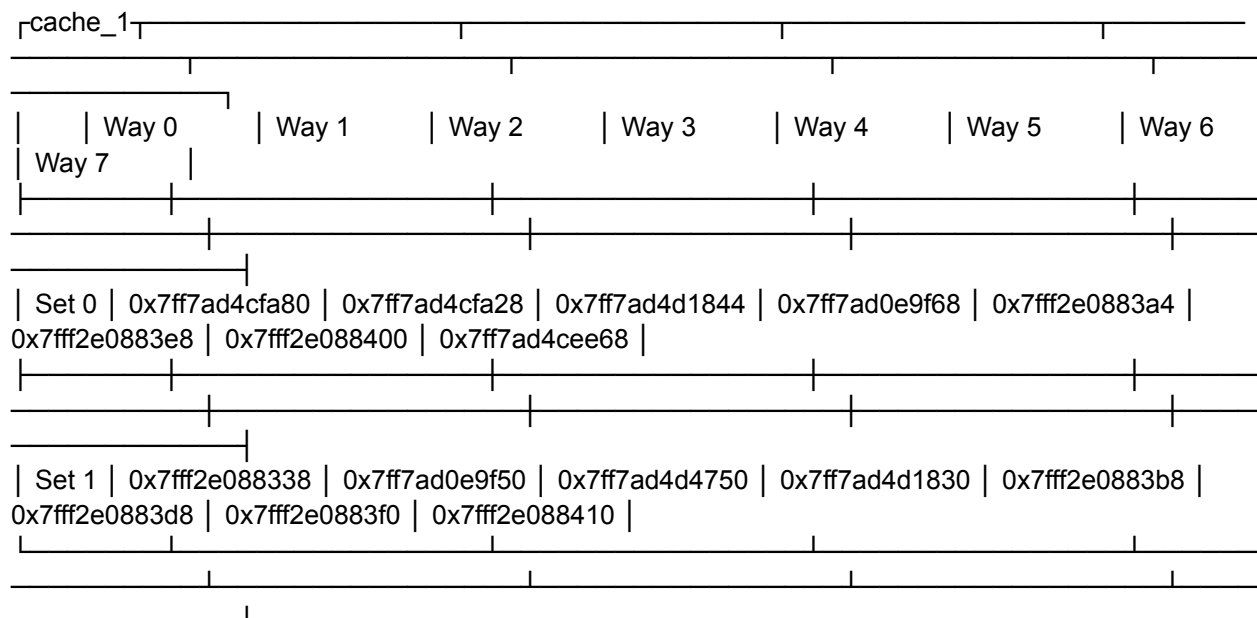 cache_1
| | Way 0 | Way 1 | Way 2 | Way 3 | Way 4 | Way 5 | Way 6
| Way 7 |
| Set 0 | 0x7ff7ad4cfa80 | 0x7ff7ad4cfa28 | 0x7ff7ad4d1844 | 0x7ff7ad0e9f68 | 0x7fff2e0883a4 |
0x7fff2e0883e8 | 0x7fff2e088400 | 0x7ff7ad4cee68 |
| Set 1 | 0x7fff2e088338 | 0x7ff7ad0e9f50 | 0x7ff7ad4d4750 | 0x7ff7ad4d1830 | 0x7fff2e0883b8 |
0x7fff2e0883d8 | 0x7fff2e0883f0 | 0x7fff2e088410 |